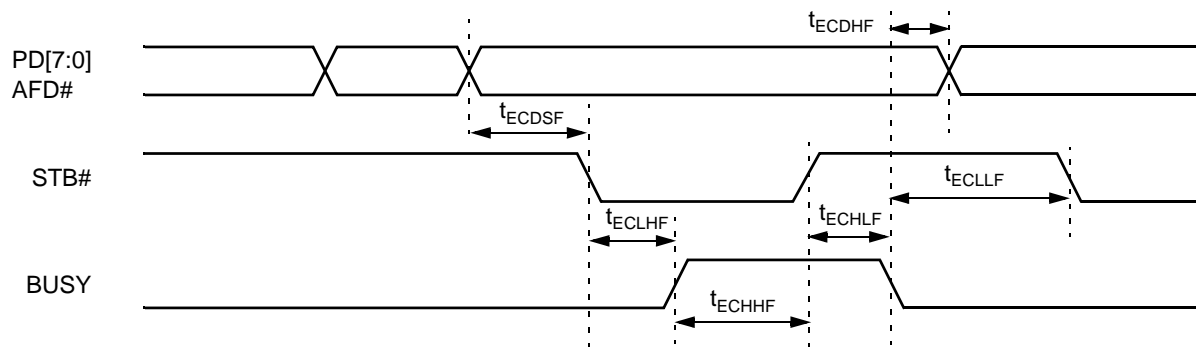 tECDHF
PD[7:0]
AFD#
tECDSF
STB#
tECLLF
tECLHF
tECHLF
BUSY
tECHHF